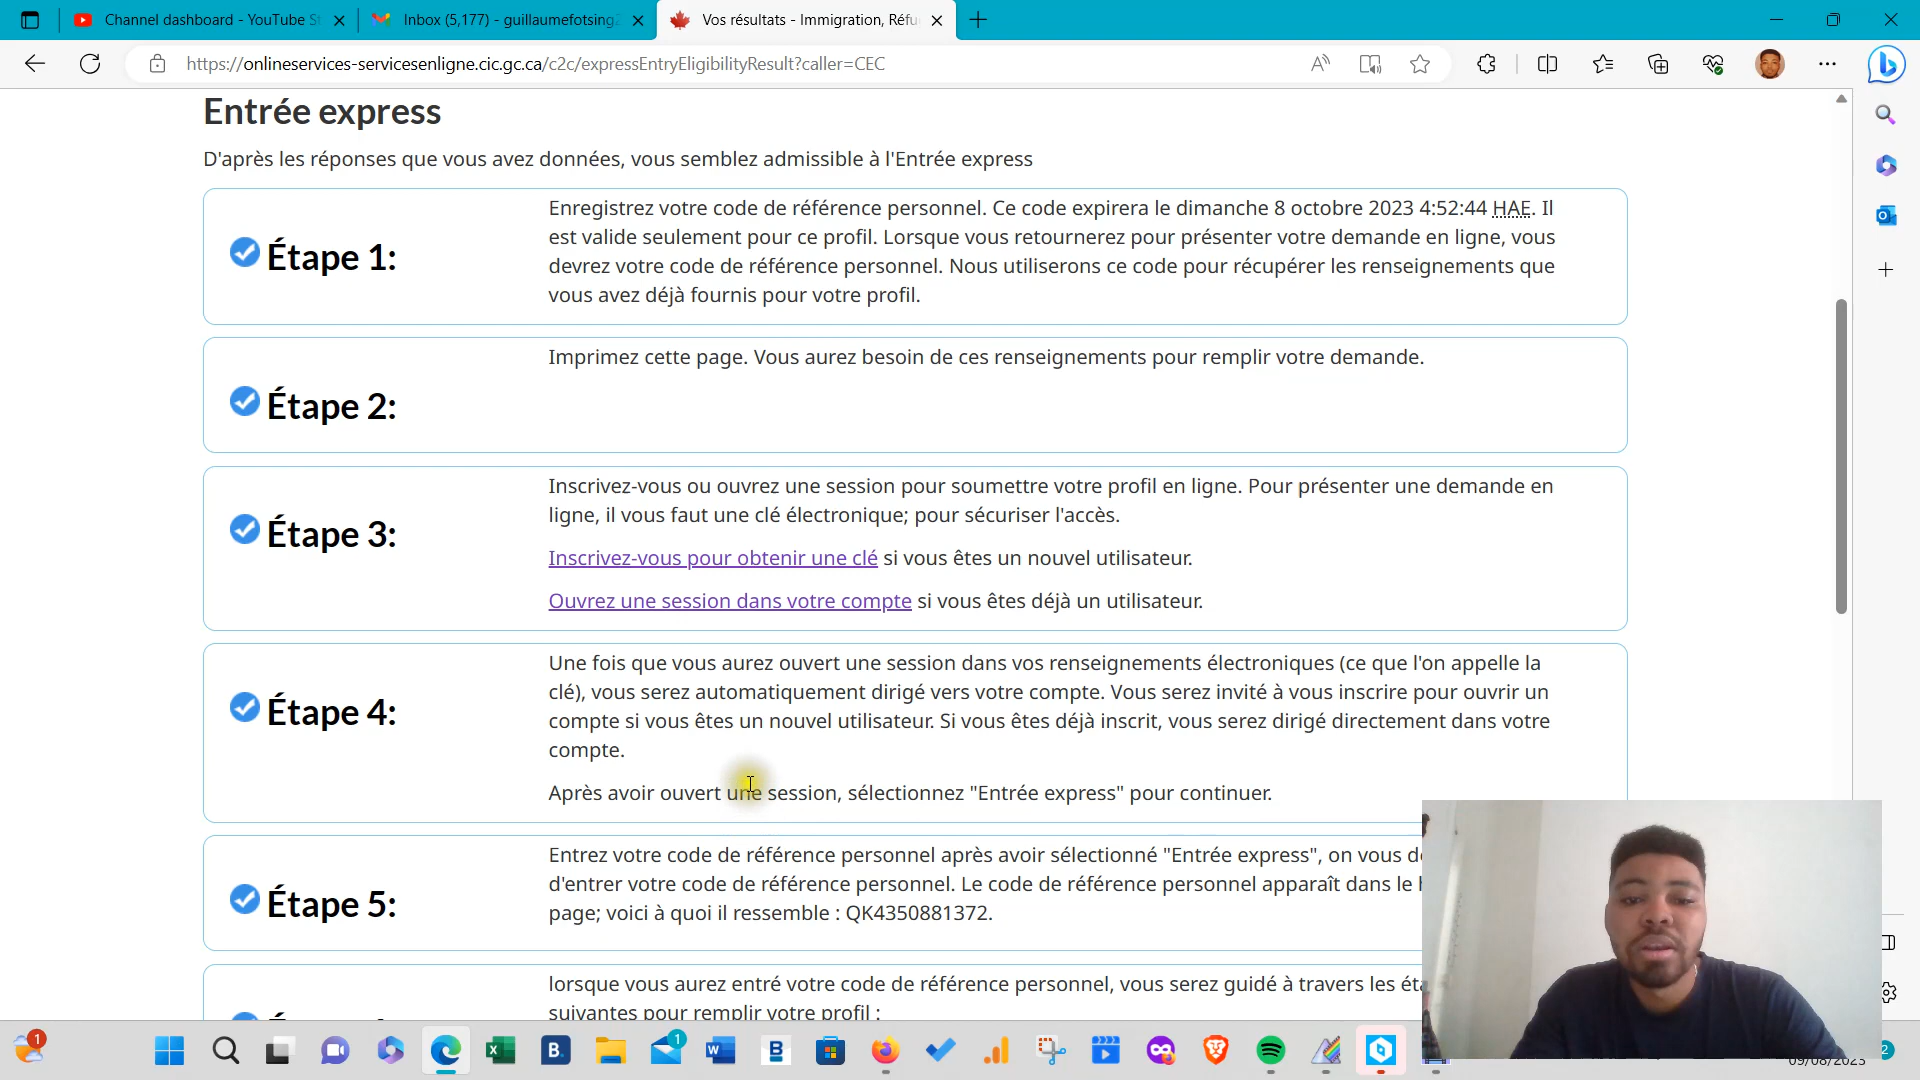 Channel dashboard - YouTube S
Inbox (5,177) - guillaumefotsing
Vos résultats - Immigration, Réfu
https://onlineservices-servicesenligne.cic.gc.ca/c2c/expressEntryEligibilityResult?caller=CEC
Entrée express
D'après les réponses que vous avez données, vous semblez admissible à l'Entrée express
Étape 1:
Enregistrez votre code de référence personnel. Ce code expirera le dimanche 8 octobre 2023 4:52:44 HAE. Il
est valide seulement pour ce profil. Lorsque vous retournerez pour présenter votre demande en ligne, vous
devrez votre code de référence personnel. Nous utiliserons ce code pour récupérer les renseignements que
vous avez déjà fournis pour votre profil.
Étape 2:
Imprimez cette page. Vous aurez besoin de ces renseignements pour remplir votre demande.
Étape 3:
Inscrivez-vous ou ouvrez une session pour soumettre votre profil en ligne. Pour présenter une demande en
ligne, il vous faut une clé électronique; pour sécuriser l'accès.
Inscrivez-vous pour obtenir une clé si vous êtes un nouvel utilisateur.
Ouvrez une session dans votre compte si vous êtes déjà un utilisateur.
Étape 4:
Une fois que vous aurez ouvert une session dans vos renseignements électroniques (ce que l'on appelle la
clé), vous serez automatiquement dirigé vers votre compte. Vous serez invité à vous inscrire pour ouvrir un
compte si vous êtes un nouvel utilisateur. Si vous êtes déjà inscrit, vous serez dirigé directement dans votre
compte.
Après avoir ouvert une session, sélectionnez "Entrée express" pour continuer.
Étape 5:
Entrez votre code de référence personnel après avoir sélectionné "Entrée express", on vous
d'entrer votre code de référence personnel. Le code de référence personnel apparaît dans le
page; voici à quoi il ressemble : QK4350881372.
lorsque vous aurez entré votre code de référence personnel, vous serez guidé à travers les
suivantes pour remplir votre profil :
1
1
09/08/2023
2